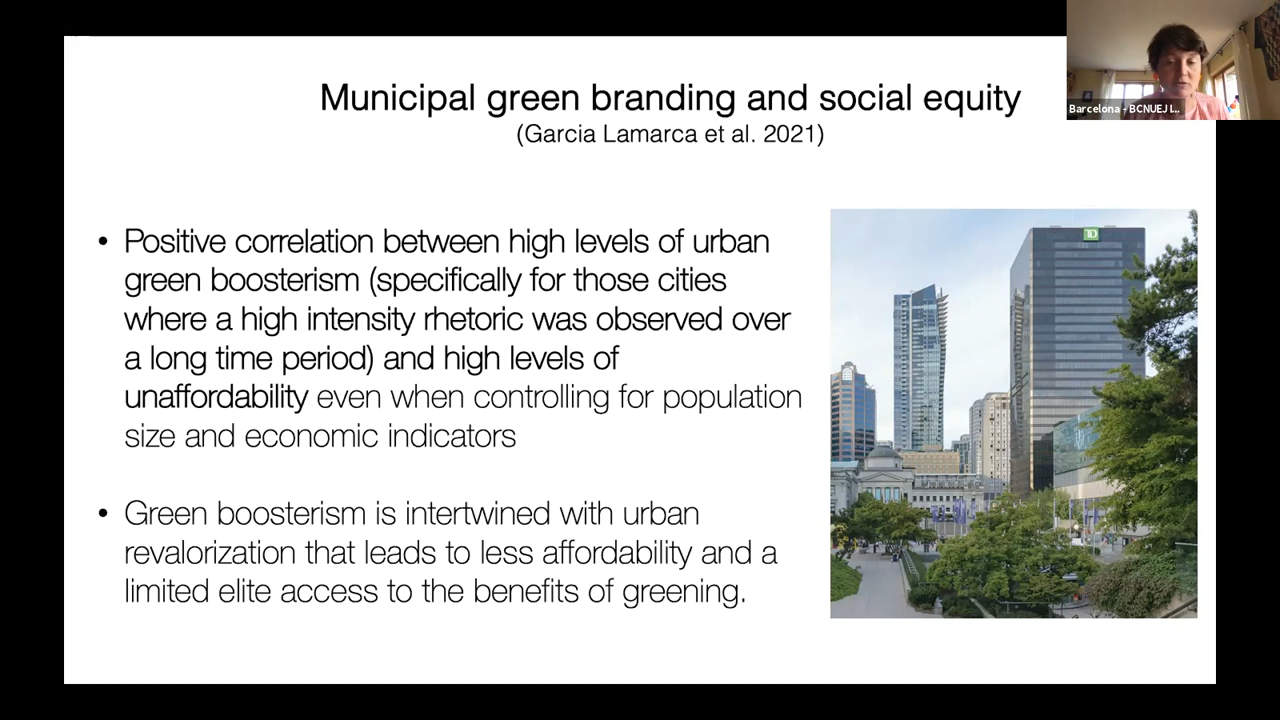 Municipal green branding and social equity
(Garcia Lamarca et al. 2021)
Barcelona - BCNUEJ I...
• Positive correlation between high levels of urban
green boosterism (specifically for those cities
where a high intensity rhetoric was observed over
a long time period) and high levels of
unaffordability even when controlling for population
size and economic indicators
• Green boosterism is intertwined with urban
revalorization that leads to less affordability and a
limited elite access to the benefits of greening.
TD